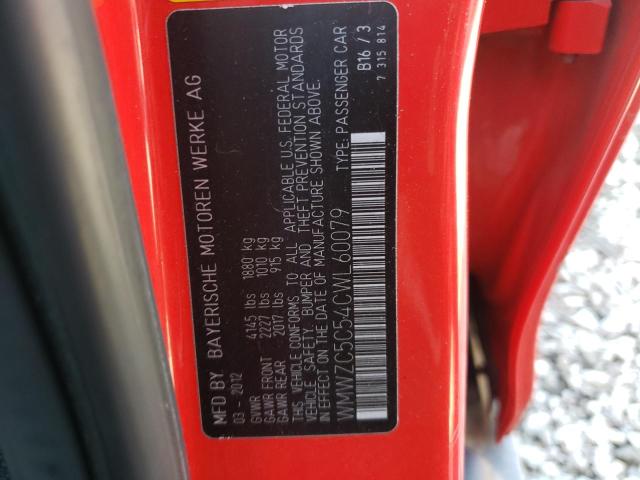 MFD BY BAYERISCHE MOTOREN WERKE AG
03 - 2012
GVWR 4145 lbs 1880 kg
GAWR FRONT 2227 lbs 1010 kg
GAWR REAR 2017 lbs 915 kg
THIS VEHICLE CONFORMS TO ALL APPLICABLE U.S. FEDERAL MOTOR
VEHICLE SAFETY, BUMPER AND THEFT PREVENTION STANDARDS
IN EFFECT ON THE DATE OF MANUFACTURE SHOWN ABOVE.
WMWZC5C54CWL60079 TYPE: PASSENGER CAR
B16 / 3
7 315 814